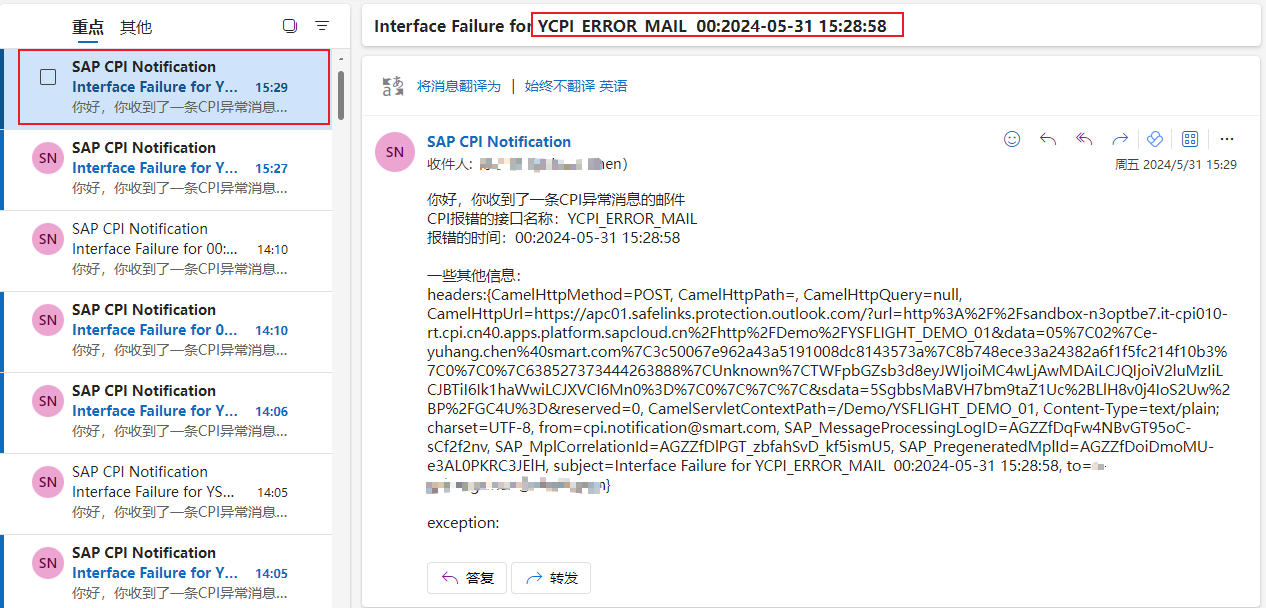 重点 其他
SAP CPI Notification
Interface Failure for Y... 15:29
你好，你收到了一条CPI异常消息...
SN
SAP CPI Notification
Interface Failure for Y... 15:27
你好，你收到了一条CPI异常消息...
SN
SAP CPI Notification
Interface Failure for 00:... 14:10
你好，你收到了一条CPI异常消息...
SN
SAP CPI Notification
Interface Failure for 0... 14:10
你好，你收到了一条CPI异常消息...
SN
SAP CPI Notification
Interface Failure for Y... 14:06
你好，你收到了一条CPI异常消息...
SN
SAP CPI Notification
Interface Failure for YS... 14:05
你好，你收到了一条CPI异常消息...
SN
SAP CPI Notification
Interface Failure for Y... 14:05
你好，你收到了一条CPI异常消息...
Interface Failure for YCPI_ERROR_MAIL 00:2024-05-31 15:28:58
将消息翻译为 | 始终不翻译 英语
SN
SAP CPI Notification
收件人: hen）
周五 2024/5/31 15:29
你好，你收到了一条CPI异常消息的邮件
CPI报错的接口名称：YCPI_ERROR_MAIL
报错的时间：00:2024-05-31 15:28:58
一些其他信息：
headers:{CamelHttpMethod=POST, CamelHttpPath=, CamelHttpQuery=null,
CamelHttpUrl=https://apc01.safelinks.protection.outlook.com/?url=http%3A%2F%2Fsandbox-n3optbe7.it-cpi010-
rt.cpi.cn40.apps.platform.sapcloud.cn%2Fhttp%2FDemo%2FYSFLIGHT_DEMO_01&data=05%7C02%7Ce-
yuhang.chen%40smart.com%7C3c50067e962a43a5191008dc8143573a%7C8b748ece33a24382a6f1f5fc214f10b3%
7C0%7C0%7C638527373444263888%7CUnknown%7CTWFpbGZsb3d8eyJWIjoiMC4wLjAwMDAiLCJQIjoiV2luMzIiL
CJBTiI6Ik1haWwiLCJXVCI6Mn0%3D%7C0%7C%7C%7C&sdata=5SgbbsMaBVH7bm9taZ1Uc%2BLlH8v0j4IoS2Uw%2
BP%2FGC4U%3D&reserved=0, CamelServletContextPath=/Demo/YSFLIGHT_DEMO_01, Content-Type=text/plain;
charset=UTF-8, from=cpi.notification@smart.com, SAP_MessageProcessingLogID=AGZZfDqFw4NBvGT95oC-
sCf2f2nv, SAP_MplCorrelationId=AGZZfDlPGT_zbfahSvD_kf5ismU5, SAP_PregeneratedMplId=AGZZfDoiDmoMU-
e3AL0PKRC3JElH, subject=Interface Failure for YCPI_ERROR_MAIL 00:2024-05-31 15:28:58, to=
}
exception:
答复 转发